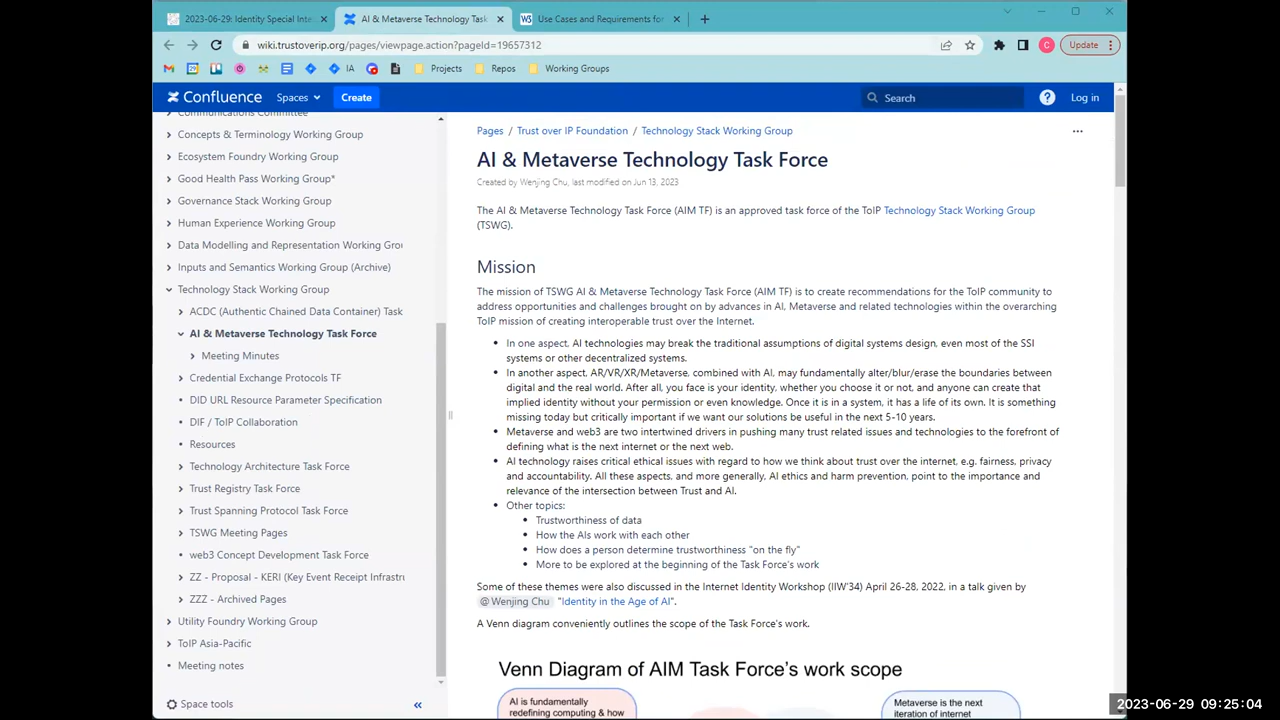 2023-06-29: Identity Special Inte
AI & Metaverse Technology Task
Use Cases and Requirements for
wiki.trustoverip.org/pages/viewpage.action?pageId=19657312
C
Update
IA
Projects
Repos
Working Groups
Confluence
Spaces
Create
Search
Log in
Communications Committee
Concepts & Terminology Working Group
Ecosystem Foundry Working Group
Good Health Pass Working Group*
Governance Stack Working Group
Human Experience Working Group
Data Modelling and Representation Working Gro
Inputs and Semantics Working Group (Archive)
Technology Stack Working Group
ACDC (Authentic Chained Data Container) Task
AI & Metaverse Technology Task Force
Meeting Minutes
Credential Exchange Protocols TF
DID URL Resource Parameter Specification
DIF / ToIP Collaboration
Resources
Technology Architecture Task Force
Trust Registry Task Force
Trust Spanning Protocol Task Force
TSWG Meeting Pages
web3 Concept Development Task Force
ZZ - Proposal - KERI (Key Event Receipt Infrastr
ZZZ - Archived Pages
Utility Foundry Working Group
ToIP Asia-Pacific
Meeting notes
Space tools
Pages / Trust over IP Foundation / Technology Stack Working Group
AI & Metaverse Technology Task Force
Created by Wenjing Chu, last modified on Jun 13, 2023
The AI & Metaverse Technology Task Force (AIM TF) is an approved task force of the ToIP Technology Stack Working Group
(TSWG).
Mission
The mission of TSWG AI & Metaverse Technology Task Force (AIM TF) is to create recommendations for the ToIP community to
address opportunities and challenges brought on by advances in AI, Metaverse and related technologies within the overarching
ToIP mission of creating interoperable trust over the Internet.
In one aspect, AI technologies may break the traditional assumptions of digital systems design, even most of the SSI
systems or other decentralized systems.
In another aspect, AR/VR/XR/Metaverse, combined with AI, may fundamentally alter/blur/erase the boundaries between
digital and the real world. After all, you face is your identity, whether you choose it or not, and anyone can create that
implied identity without your permission or even knowledge. Once it is in a system, it has a life of its own. It is something
missing today but critically important if we want our solutions be useful in the next 5-10 years.
Metaverse and web3 are two intertwined drivers in pushing many trust related issues and technologies to the forefront of
defining what is the next internet or the next web.
AI technology raises critical ethical issues with regard to how we think about trust over the internet, e.g. fairness, privacy
and accountability. All these aspects, and more generally, AI ethics and harm prevention, point to the importance and
relevance of the intersection between Trust and AI.
Other topics:
Trustworthiness of data
How the AIs work with each other
How does a person determine trustworthiness "on the fly"
More to be explored at the beginning of the Task Force's work
Some of these themes were also discussed in the Internet Identity Workshop (IIW'34) April 26-28, 2022, in a talk given by
@Wenjing Chu "Identity in the Age of AI".
A Venn diagram conveniently outlines the scope of the Task Force's work.
Venn Diagram of AIM Task Force's work scope
AI is fundamentally
redefining computing & how
Metaverse is the next
iteration of internet
2023-06-29 09:25:04